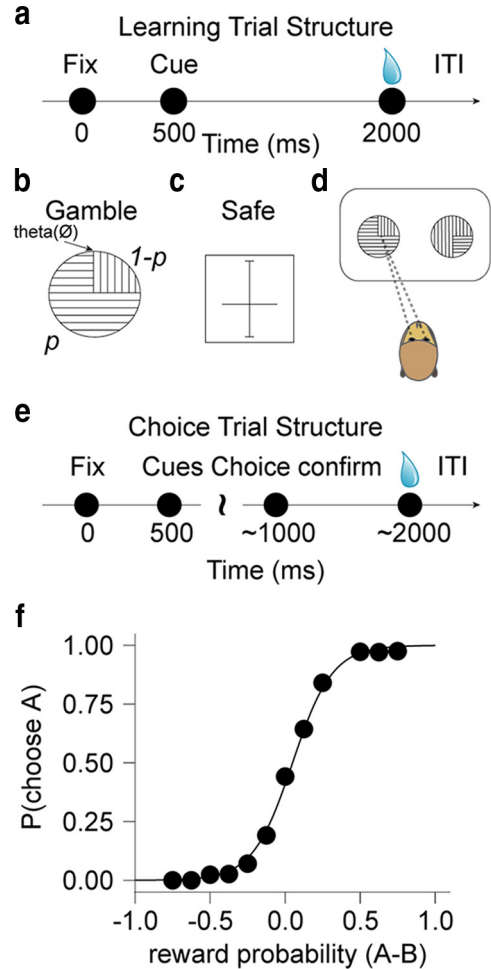 a
Learning Trial Structure
Fix Cue ITI
0 500 2000
Time (ms)
b
Gamble
theta(Ø)
1-p
p
c
Safe
d
e
Choice Trial Structure
Fix Cues Choice confirm ITI
0 500 ~1000 ~2000
Time (ms)
f
P(choose A)
1.00
0.75
0.50
0.25
0.00
-1.0 -0.5 0.0 0.5 1.0
reward probability (A-B)